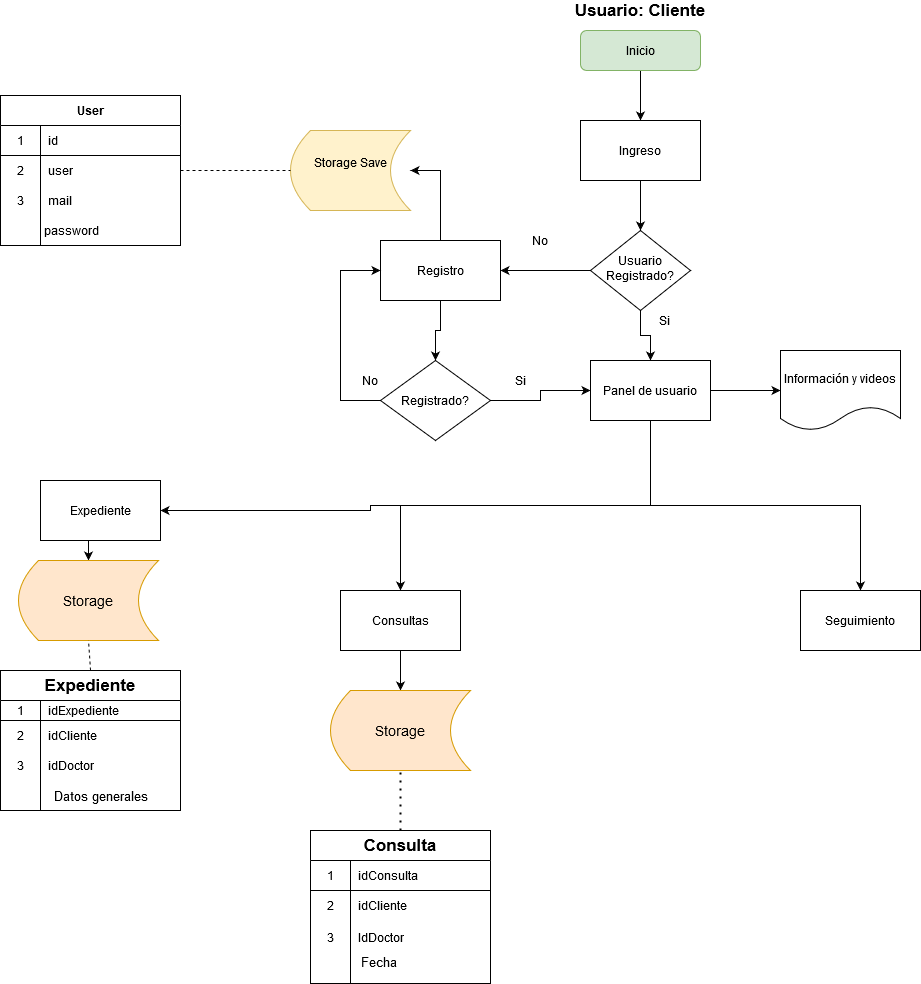 Usuario: Cliente
Inicio
User
1 id
2 user
3 mail
password
Storage Save
Ingreso
No
Usuario
Registrado?
Registro
Si
No
Registrado?
Si
Panel de usuario
Información y videos
Expediente
Storage
Consultas
Seguimiento
Expediente
1 idExpediente
2 idCliente
3 idDoctor
Datos generales
Storage
Consulta
1 idConsulta
2 idCliente
3 IdDoctor
Fecha